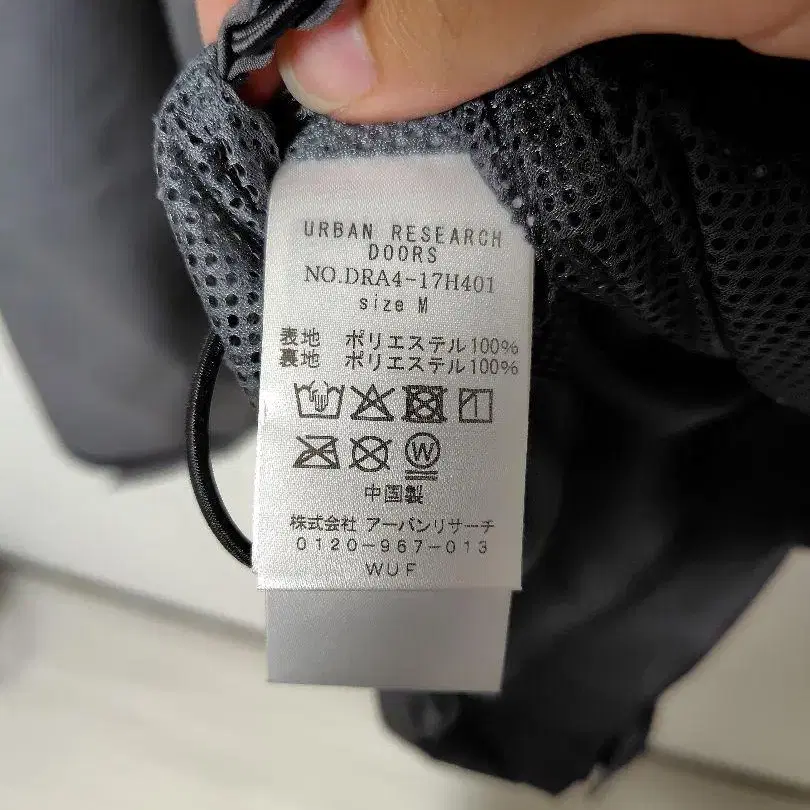 URBAN RESEARCH
DOORS
NO.DRA4-17H401
size M
表地 ポリエステル100%
裏地 ポリエステル100%
W
中国製
株式会社 アーバンリサーチ
0120-967-013
WUF